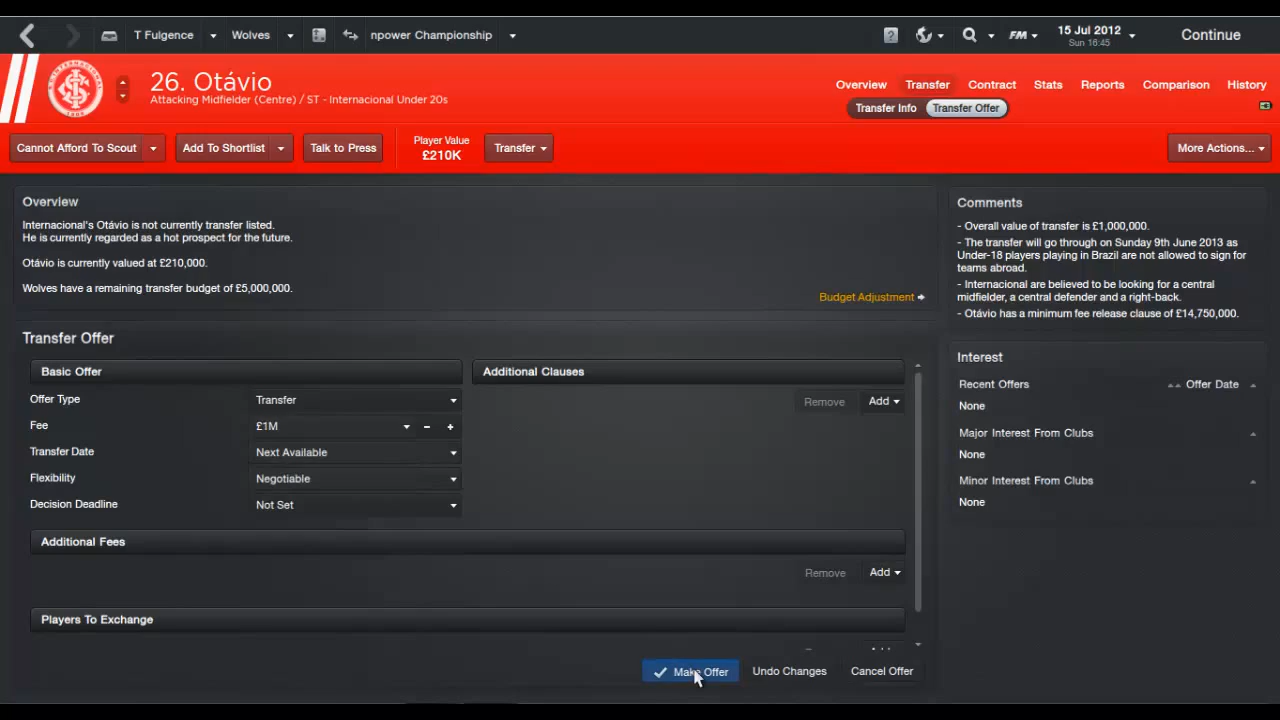 T Fulgence
Wolves
npower Championship
FM
15 Jul 2012
Sun 16:45
Continue
26. Otávio
Attacking Midfielder (Centre) / ST - Internacional Under 20s
Overview
Transfer
Contract
Stats
Reports
Comparison
History
Transfer Info
Transfer Offer
Cannot Afford To Scout
Add To Shortlist
Talk to Press
Player Value
£210K
Transfer
More Actions...
Overview
Internacional's Otávio is not currently transfer listed.
He is currently regarded as a hot prospect for the future.
Otávio is currently valued at £210,000.
Wolves have a remaining transfer budget of £5,000,000.
Budget Adjustment
Transfer Offer
Basic Offer
Offer Type Transfer
Fee £1M - +
Transfer Date Next Available
Flexibility Negotiable
Decision Deadline Not Set
Additional Clauses
Remove Add
Additional Fees
Remove Add
Players To Exchange
Make Offer
Undo Changes
Cancel Offer
Comments
- Overall value of transfer is £1,000,000.
- The transfer will go through on Sunday 9th June 2013 as
Under-18 players playing in Brazil are not allowed to sign for
teams abroad.
- Internacional are believed to be looking for a central
midfielder, a central defender and a right-back.
- Otávio has a minimum fee release clause of £14,750,000.
Interest
Recent Offers Offer Date
None
Major Interest From Clubs
None
Minor Interest From Clubs
None